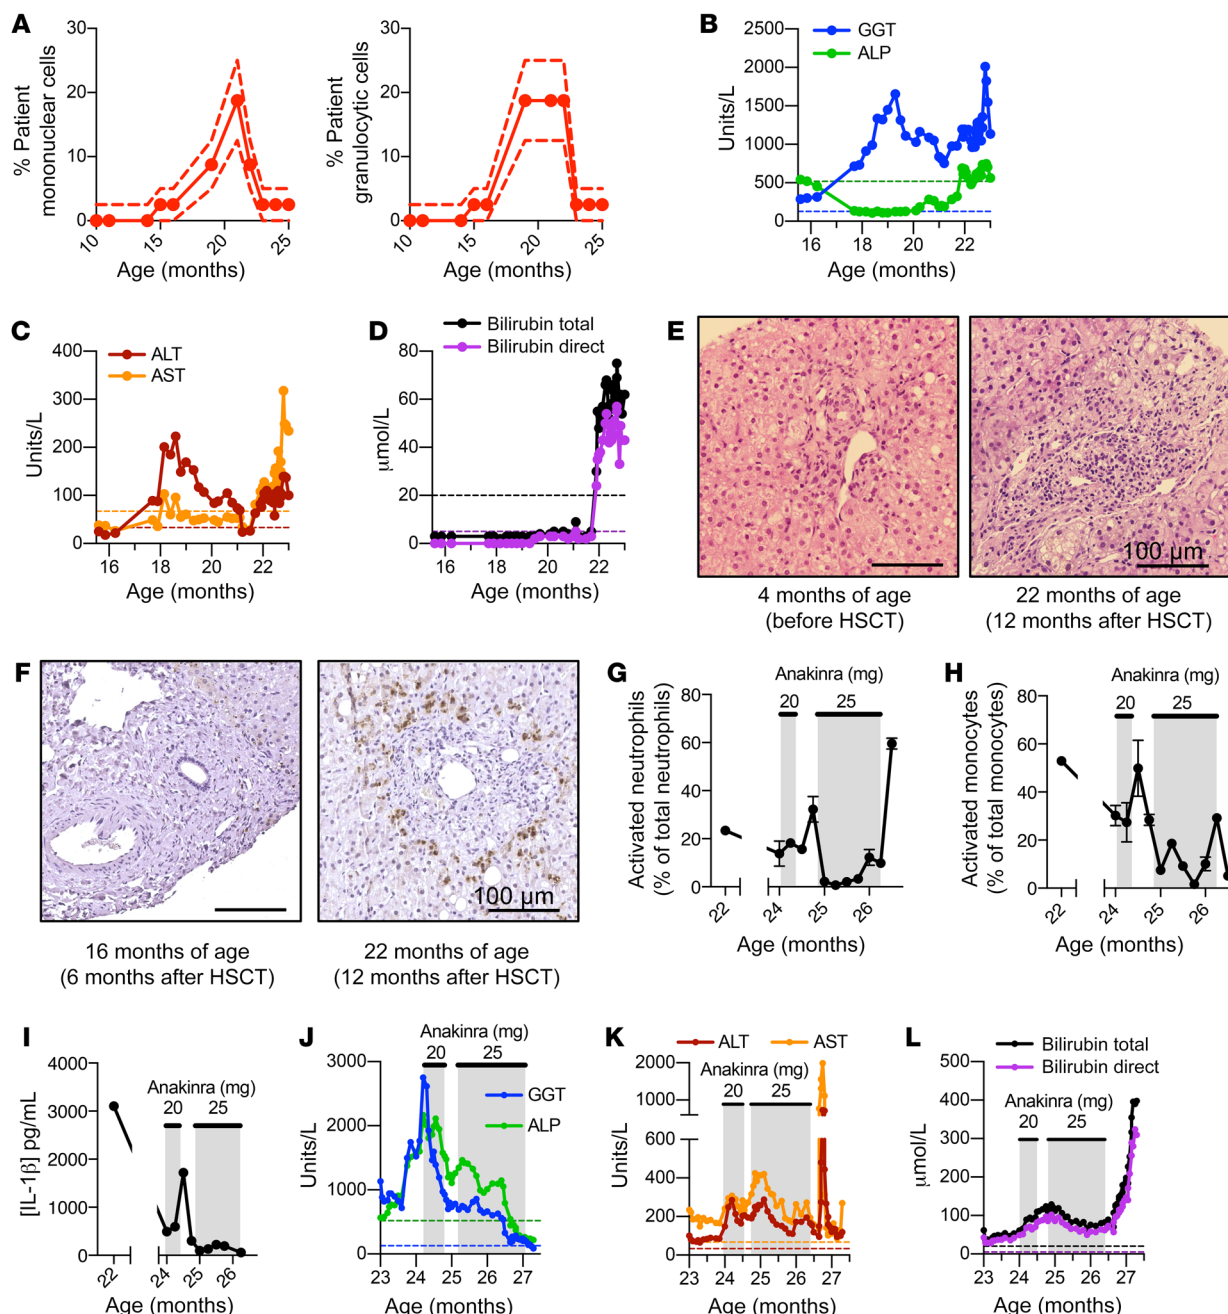 A
% Patient
mononuclear cells
30
20
10
0
10
15
20
25
Age (months)
% Patient
granulocytic cells
30
20
10
0
10
15
20
25
Age (months)
B
GGT
ALP
Units/L
2500
2000
1500
1000
500
0
16
18
20
22
Age (months)
C
ALT
AST
Units/L
400
300
200
100
0
16
18
20
22
Age (months)
D
Bilirubin total
Bilirubin direct
µmol/L
80
60
40
20
0
16
18
20
22
Age (months)
E
100 µm
4 months of age
(before HSCT)
22 months of age
(12 months after HSCT)
F
100 µm
16 months of age
(6 months after HSCT)
22 months of age
(12 months after HSCT)
G
Anakinra (mg)
20
25
Activated neutrophils
(% of total neutrophils)
80
60
40
20
0
22
24
25
26
Age (months)
H
Anakinra (mg)
20
25
Activated monocytes
(% of total monocytes)
80
60
40
20
0
22
24
25
26
Age (months)
I
Anakinra (mg)
20
25
[IL-1β] pg/mL
4000
3000
2000
1000
0
22
24
25
26
Age (months)
J
Anakinra (mg)
20
25
GGT
ALP
Units/L
3000
2000
1000
0
23
24
25
26
27
Age (months)
K
ALT
AST
Anakinra (mg)
20
25
Units/L
2000
1000
600
400
200
0
23
24
25
26
27
Age (months)
L
Bilirubin total
Bilirubin direct
Anakinra (mg)
20
25
µmol/L
500
400
300
200
100
0
23
24
25
26
27
Age (months)